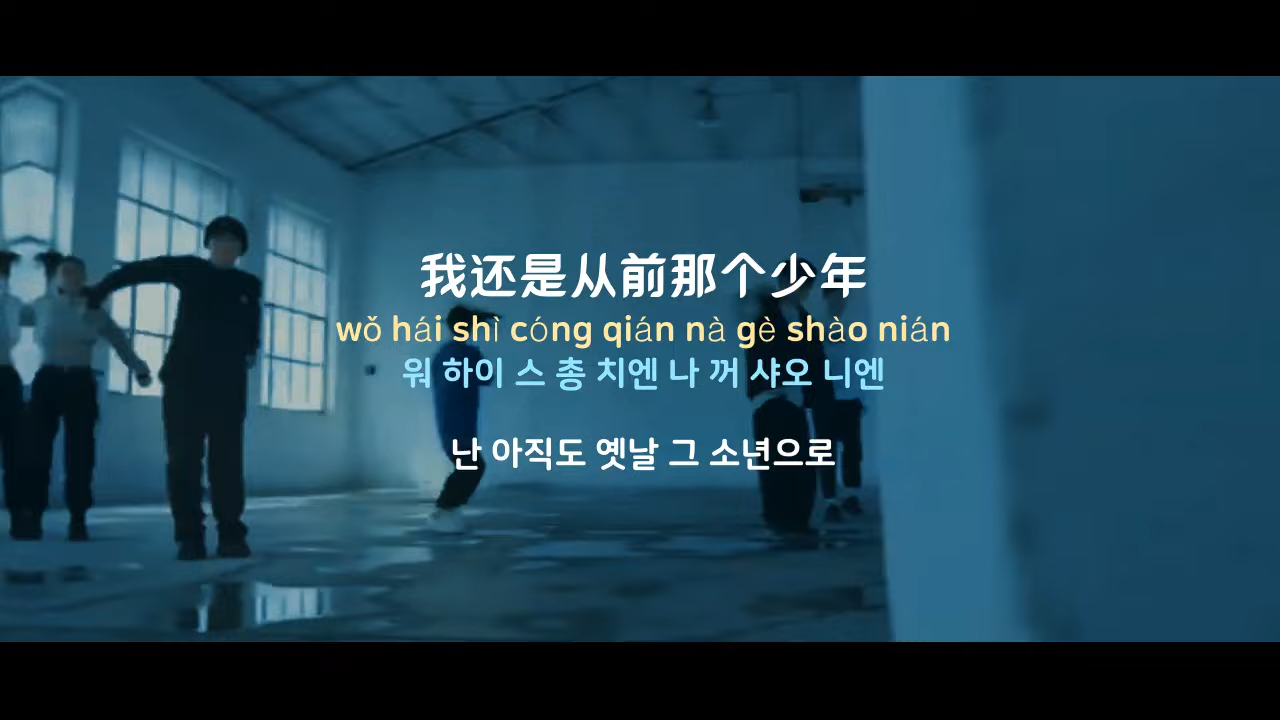 我还是从前那个少年
wǒ hái shì cóng qián nà gè shào nián
워 하이 스 총 치엔 나 꺼 샤오 니엔
난 아직도 옛날 그 소년으로